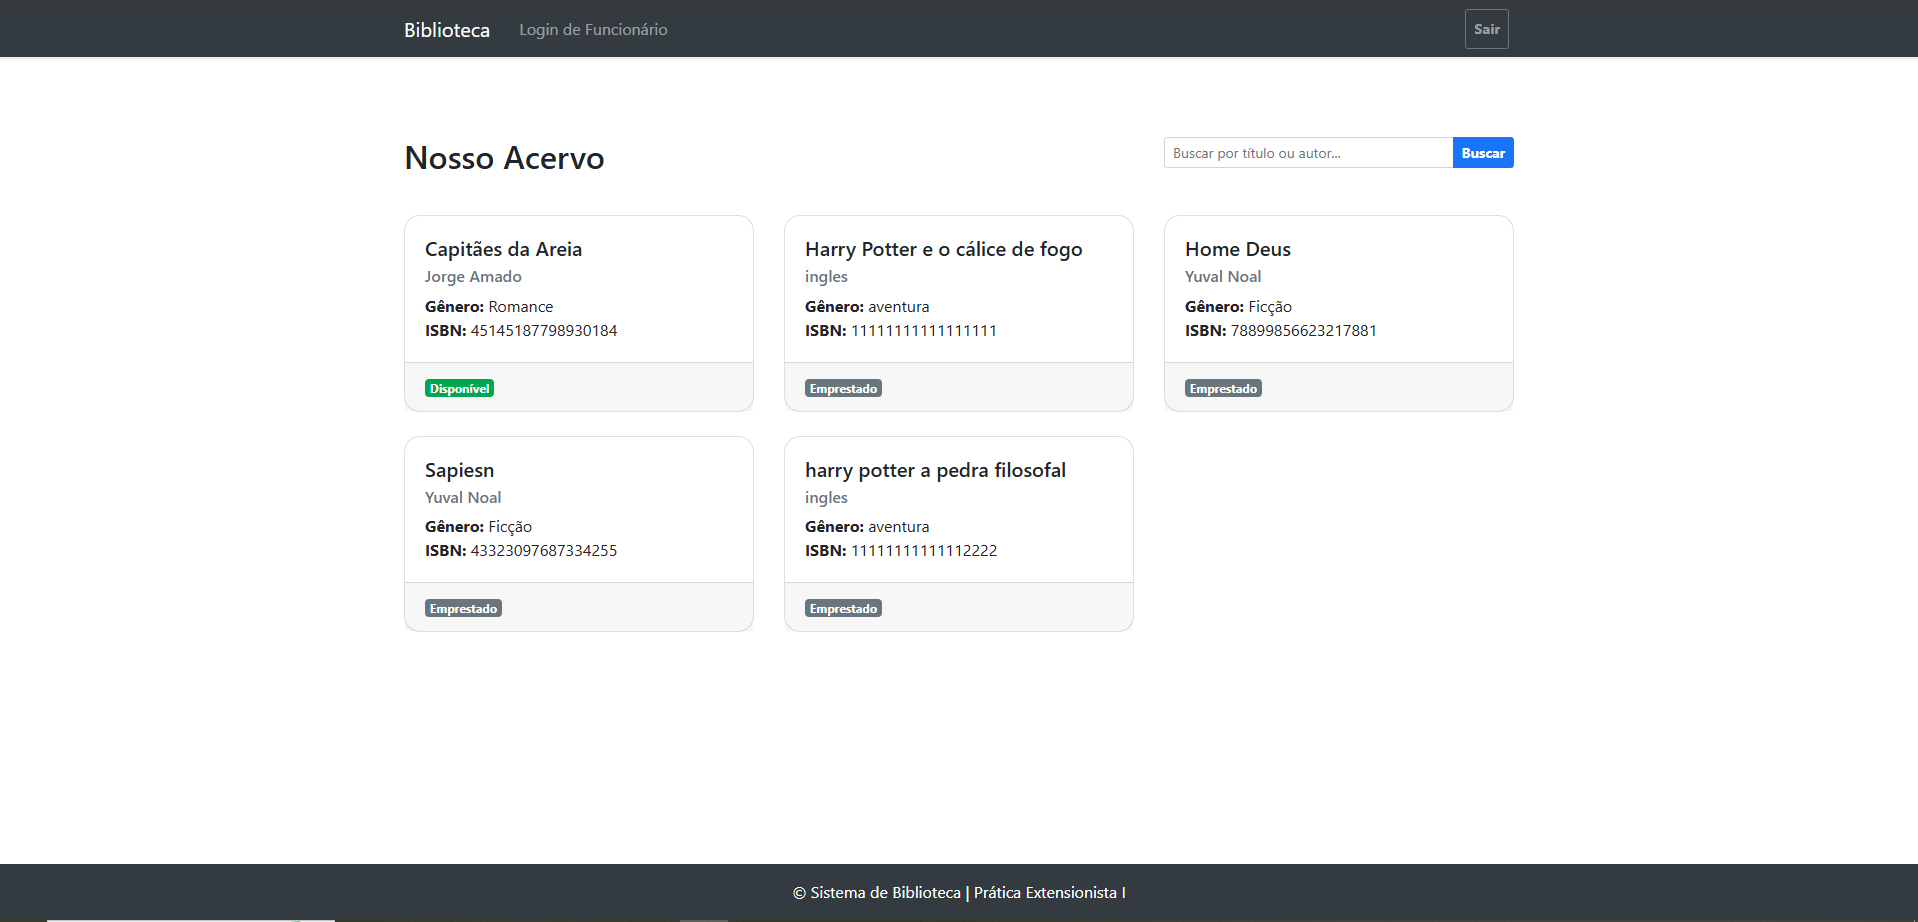 Biblioteca Login de Funcionário Sair
Nosso Acervo
Buscar por título ou autor... Buscar
Capitães da Areia
Jorge Amado
Gênero: Romance
ISBN: 45145187798930184
Disponível
Harry Potter e o cálice de fogo
ingles
Gênero: aventura
ISBN: 11111111111111111
Emprestado
Home Deus
Yuval Noal
Gênero: Ficção
ISBN: 78899856623217881
Emprestado
Sapiesn
Yuval Noal
Gênero: Ficção
ISBN: 43323097687334255
Emprestado
harry potter a pedra filosofal
ingles
Gênero: aventura
ISBN: 11111111111112222
Emprestado
© Sistema de Biblioteca | Prática Extensionista I